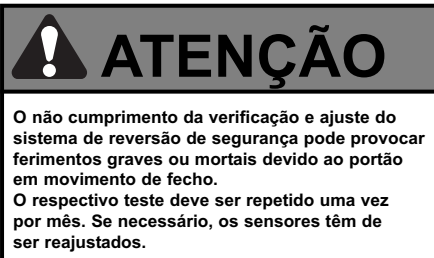 ATENÇÃO
O não cumprimento da verificação e ajuste do
sistema de reversão de segurança pode provocar
ferimentos graves ou mortais devido ao portão
em movimento de fecho.
O respectivo teste deve ser repetido uma vez
por mês. Se necessário, os sensores têm de
ser reajustados.